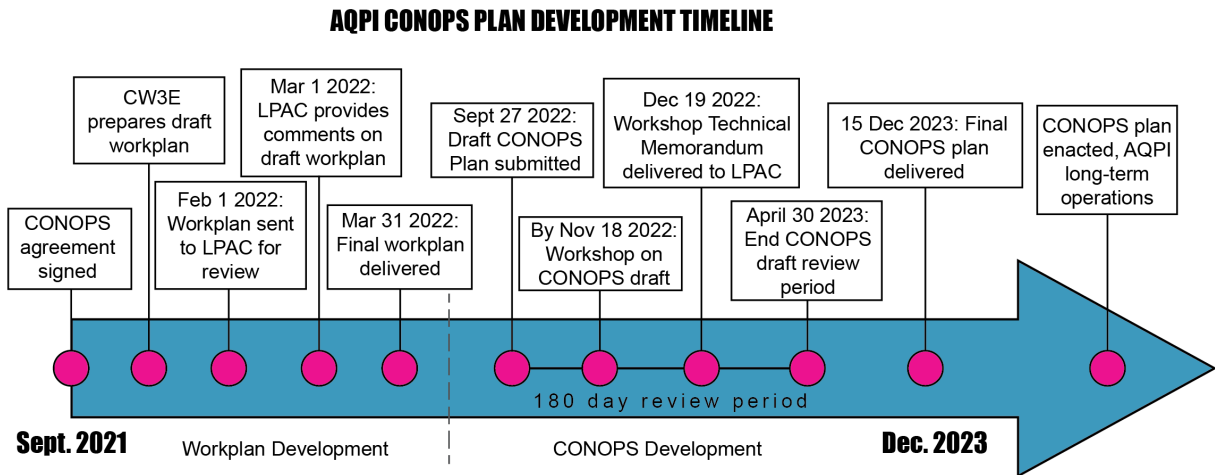 AQPI CONOPS PLAN DEVELOPMENT TIMELINE
CONOPS
agreement
signed
CW3E
prepares draft
workplan
Feb 1 2022:
Workplan sent
to LPAC for
review
Mar 1 2022:
LPAC provides
comments on
draft workplan
Mar 31 2022:
Final workplan
delivered
Sept 27 2022:
Draft CONOPS
Plan submitted
By Nov 18 2022:
Workshop on
CONOPS draft
Dec 19 2022:
Workshop Technical
Memorandum
delivered to LPAC
April 30 2023:
End CONOPS
draft review
period
15 Dec 2023: Final
CONOPS plan
delivered
CONOPS plan
enacted, AQPI
long-term
operations
180 day review period
Sept. 2021
Workplan Development
CONOPS Development
Dec. 2023